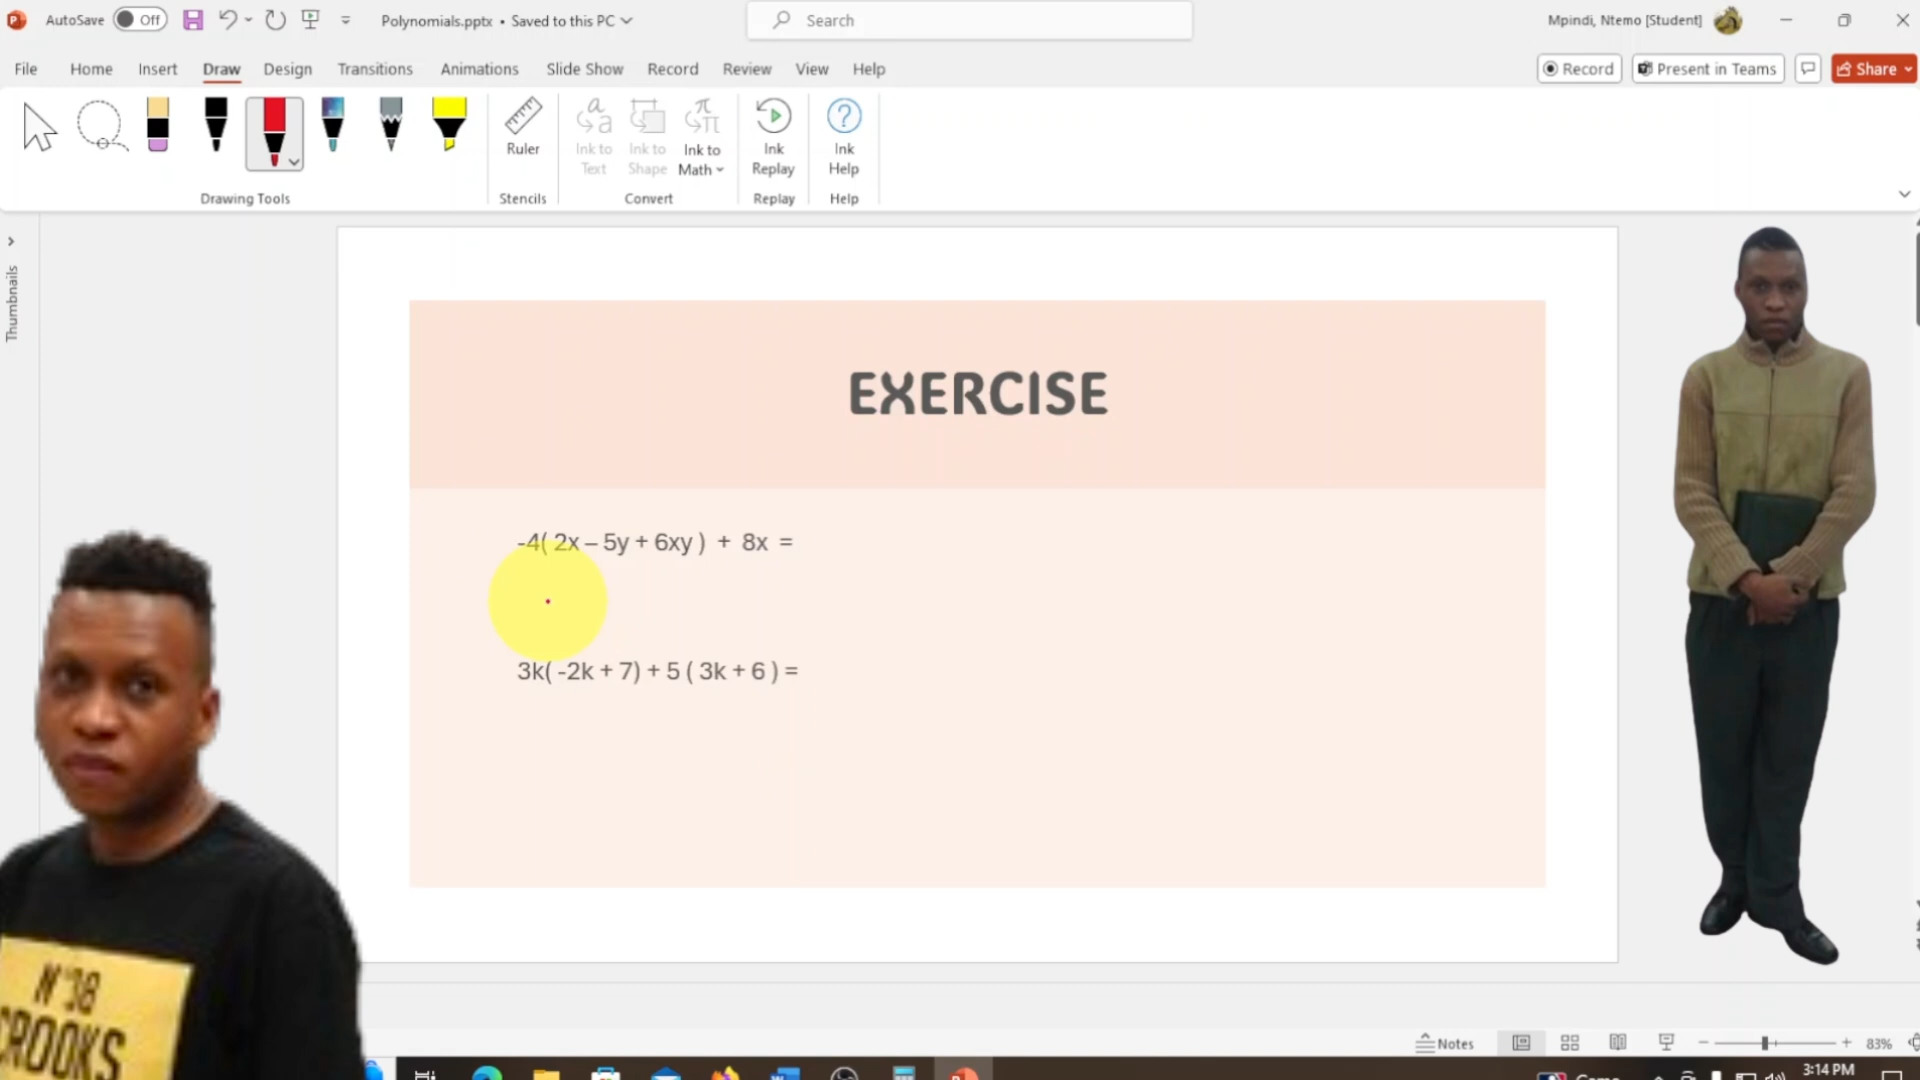 AutoSave Off Polynomials.pptx • Saved to this PC Search Mpindi, Ntemo [Student]
File Home Insert Draw Design Transitions Animations Slide Show Record Review View Help Record Present in Teams Share
Ruler Ink to Text Ink to Shape Ink to Math Ink Replay Ink Help
Drawing Tools Stencils Convert Replay Help
Thumbnails
EXERCISE
-4( 2x – 5y + 6xy ) + 8x =
3k( -2k + 7) + 5 ( 3k + 6 ) =
N°38
CROOKS
Notes 83%
3:14 PM